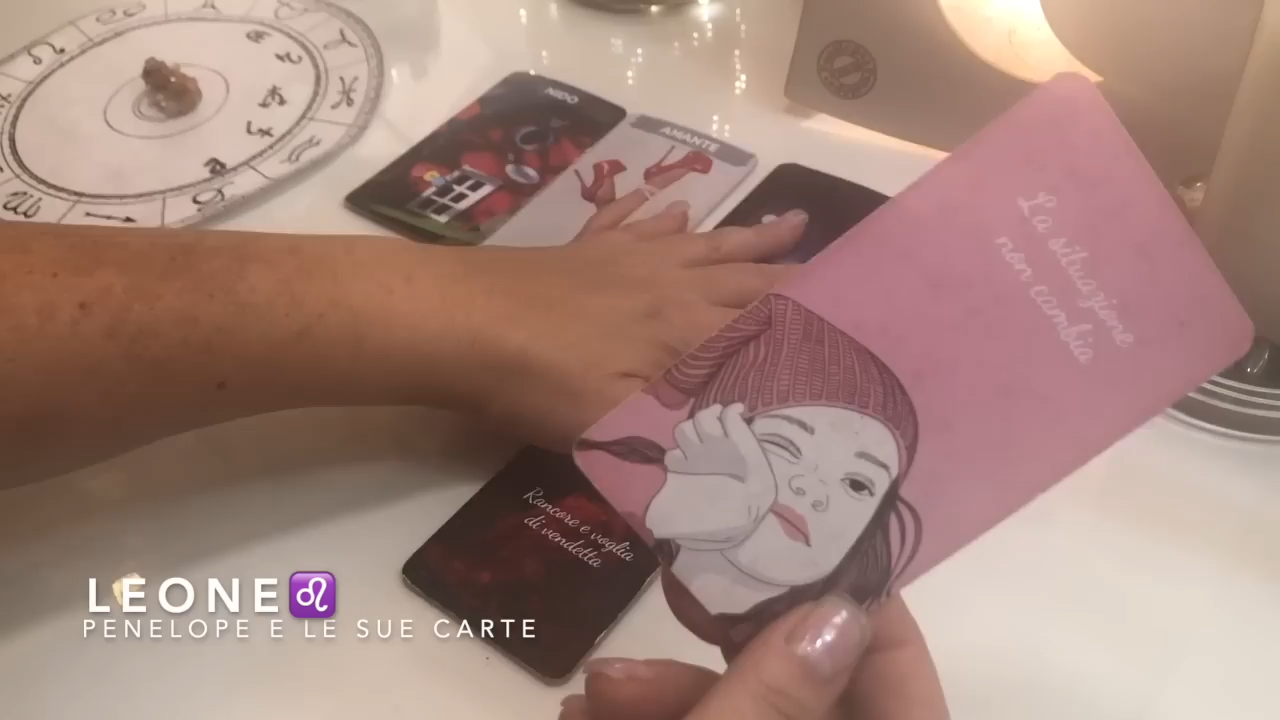 NIDO
AMANTE
La situazione
non cambia
Rancore e voglia
di vendetta
LEONE♌
PENELOPE E LE SUE CARTE